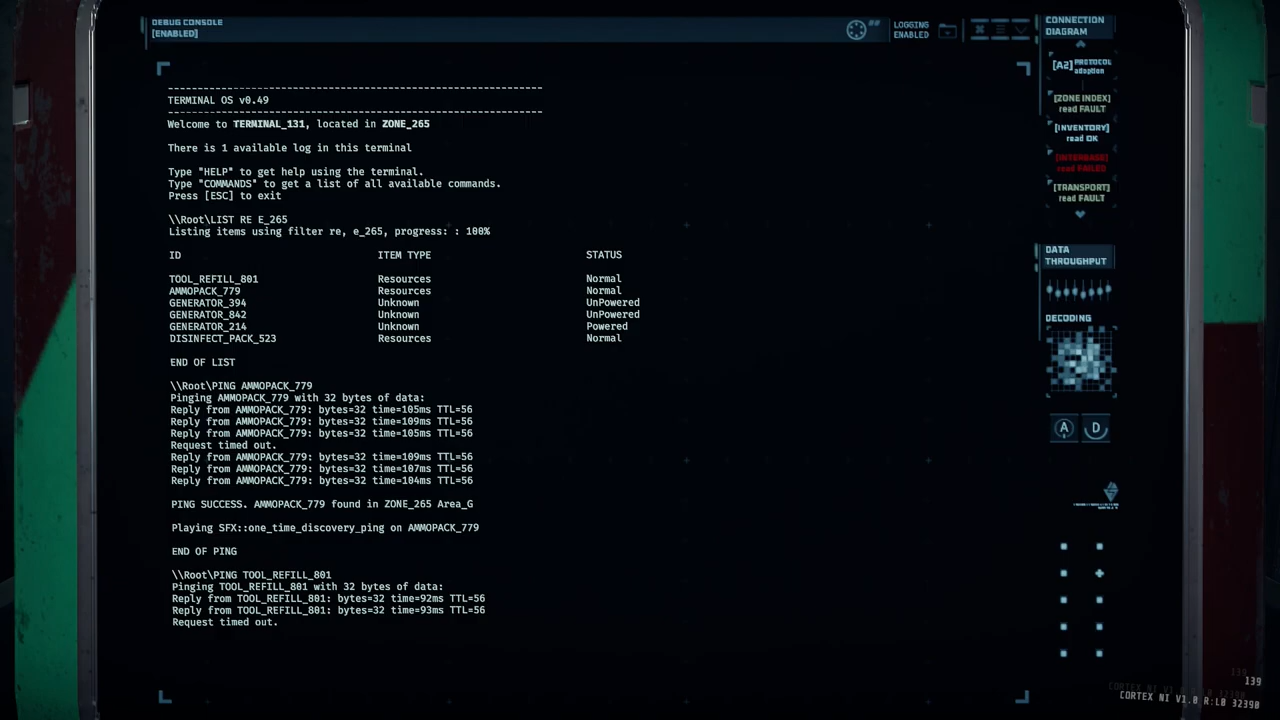 DEBUG CONSOLE
[ENABLED]
LOGGING
ENABLED
------------------------------------------------------------
TERMINAL OS v0.49
------------------------------------------------------------
Welcome to TERMINAL_131, located in ZONE_265
There is 1 available log in this terminal
Type "HELP" to get help using the terminal.
Type "COMMANDS" to get a list of all available commands.
Press [ESC] to exit
\\Root\LIST RE E_265
Listing items using filter re, e_265, progress: : 100%
ID ITEM TYPE STATUS
TOOL_REFILL_801 Resources Normal
AMMOPACK_779 Resources Normal
GENERATOR_394 Unknown UnPowered
GENERATOR_842 Unknown UnPowered
GENERATOR_214 Unknown Powered
DISINFECT_PACK_523 Resources Normal
END OF LIST
\\Root\PING AMMOPACK_779
Pinging AMMOPACK_779 with 32 bytes of data:
Reply from AMMOPACK_779: bytes=32 time=105ms TTL=56
Reply from AMMOPACK_779: bytes=32 time=109ms TTL=56
Reply from AMMOPACK_779: bytes=32 time=105ms TTL=56
Request timed out.
Reply from AMMOPACK_779: bytes=32 time=109ms TTL=56
Reply from AMMOPACK_779: bytes=32 time=107ms TTL=56
Reply from AMMOPACK_779: bytes=32 time=104ms TTL=56
PING SUCCESS. AMMOPACK_779 found in ZONE_265 Area_G
Playing SFX::one_time_discovery_ping on AMMOPACK_779
END OF PING
\\Root\PING TOOL_REFILL_801
Pinging TOOL_REFILL_801 with 32 bytes of data:
Reply from TOOL_REFILL_801: bytes=32 time=92ms TTL=56
Reply from TOOL_REFILL_801: bytes=32 time=93ms TTL=56
Request timed out.
CONNECTION
DIAGRAM
[A2] PROTOCOL
adaption
[ZONE INDEX]
read FAULT
[INVENTORY]
read OK
[INTERBASE]
read FAILED
[TRANSPORT]
read FAULT
DATA
THROUGHPUT
DECODING
A D
139
CORTEX NI V1.0 R:L0 32390